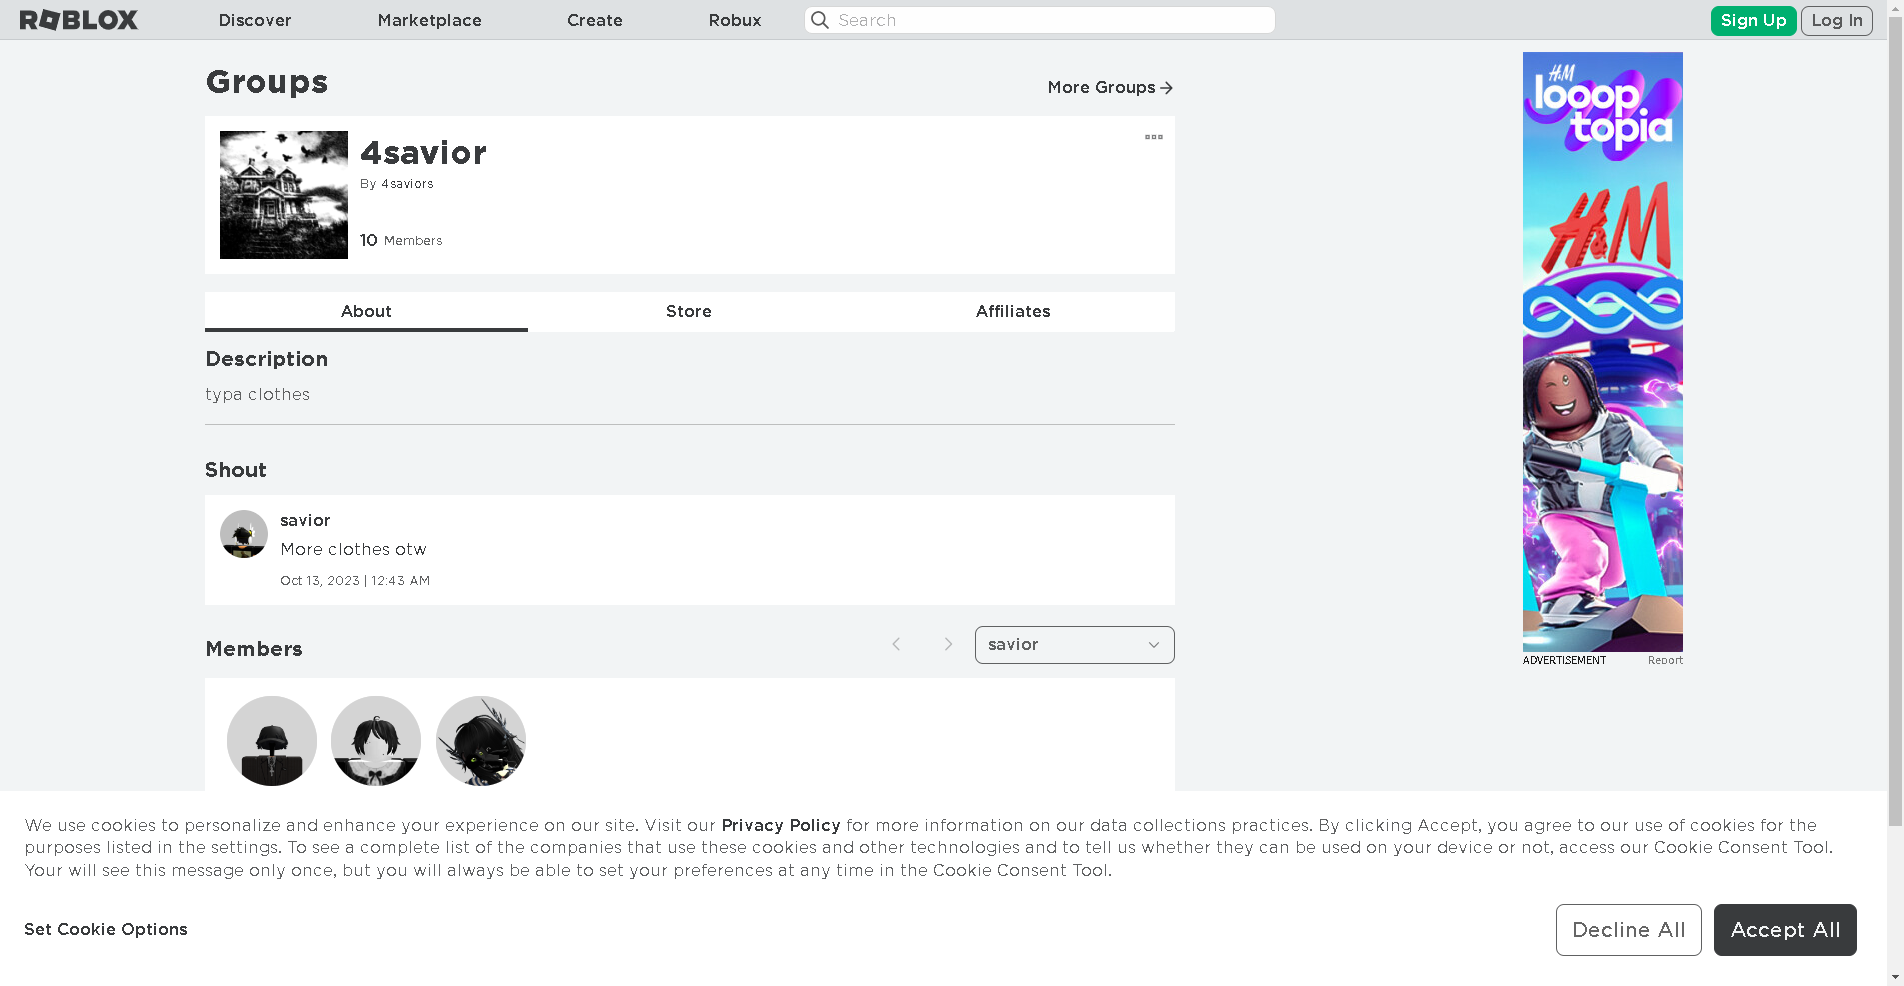 ROBLOX
Discover
Marketplace
Create
Robux
Search
Sign Up
Log In
Groups
More Groups
4savior
By 4saviors
10 Members
About
Store
Affiliates
Description
typa clothes
Shout
savior
More clothes otw
Oct 13, 2023 | 12:43 AM
Members
savior
H&M
looop
topia
H&M
ADVERTISEMENT
Report
We use cookies to personalize and enhance your experience on our site. Visit our Privacy Policy for more information on our data collections practices. By clicking Accept, you agree to our use of cookies for the
purposes listed in the settings. To see a complete list of the companies that use these cookies and other technologies and to tell us whether they can be used on your device or not, access our Cookie Consent Tool.
Your will see this message only once, but you will always be able to set your preferences at any time in the Cookie Consent Tool.
Set Cookie Options
Decline All
Accept All